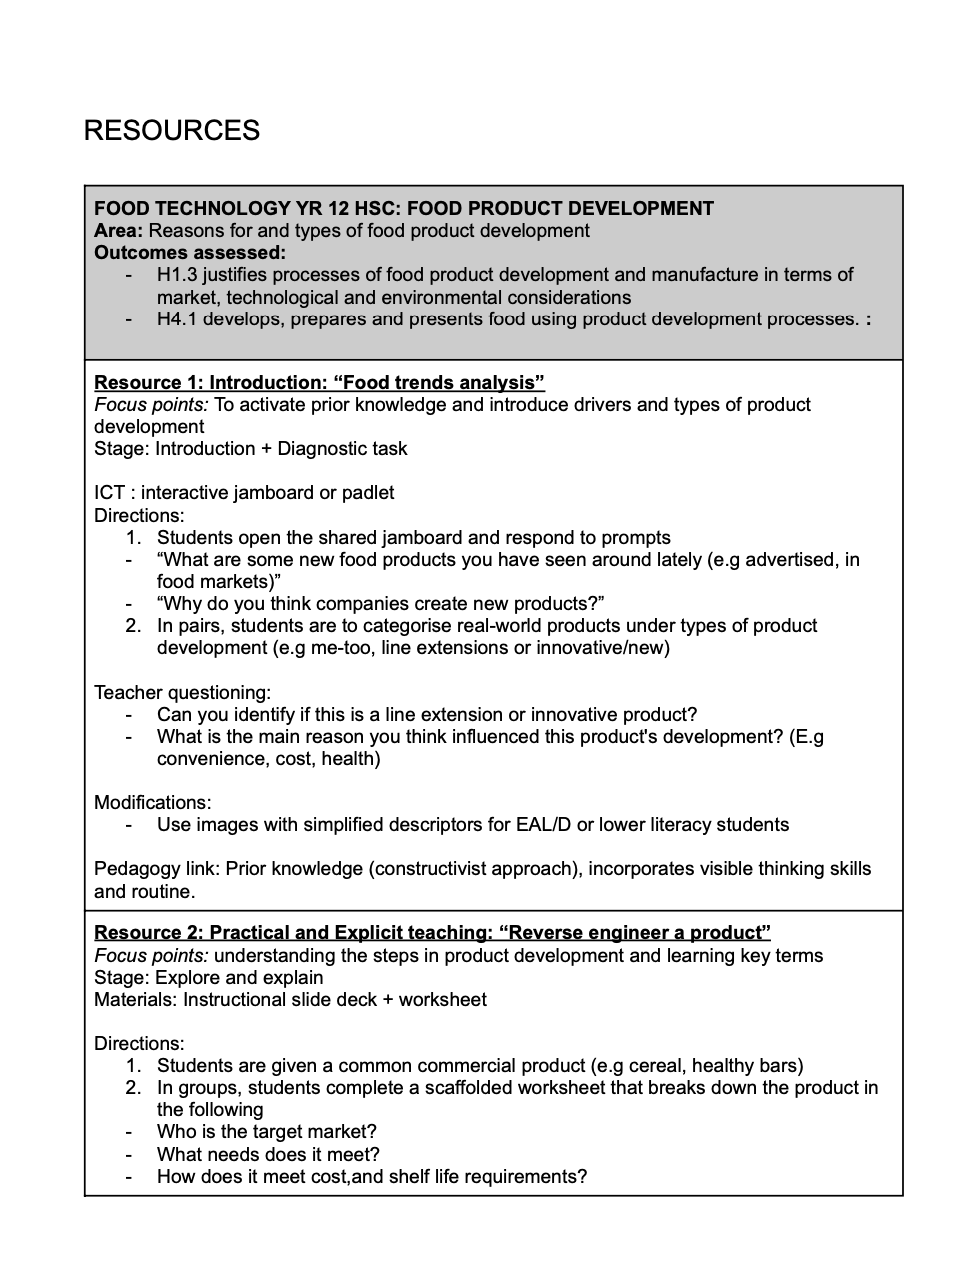 RESOURCES
FOOD TECHNOLOGY YR 12 HSC: FOOD PRODUCT DEVELOPMENT
Area: Reasons for and types of food product development
Outcomes assessed:
- H1.3 justifies processes of food product development and manufacture in terms of
market, technological and environmental considerations
- H4.1 develops, prepares and presents food using product development processes. :
Resource 1: Introduction: “Food trends analysis”
Focus points: To activate prior knowledge and introduce drivers and types of product
development
Stage: Introduction + Diagnostic task
ICT : interactive jamboard or padlet
Directions:
1. Students open the shared jamboard and respond to prompts
- “What are some new food products you have seen around lately (e.g advertised, in
food markets)”
- “Why do you think companies create new products?”
2. In pairs, students are to categorise real-world products under types of product
development (e.g me-too, line extensions or innovative/new)
Teacher questioning:
- Can you identify if this is a line extension or innovative product?
- What is the main reason you think influenced this product's development? (E.g
convenience, cost, health)
Modifications:
- Use images with simplified descriptors for EAL/D or lower literacy students
Pedagogy link: Prior knowledge (constructivist approach), incorporates visible thinking skills
and routine.
Resource 2: Practical and Explicit teaching: “Reverse engineer a product”
Focus points: understanding the steps in product development and learning key terms
Stage: Explore and explain
Materials: Instructional slide deck + worksheet
Directions:
1. Students are given a common commercial product (e.g cereal, healthy bars)
2. In groups, students complete a scaffolded worksheet that breaks down the product in
the following
- Who is the target market?
- What needs does it meet?
- How does it meet cost,and shelf life requirements?